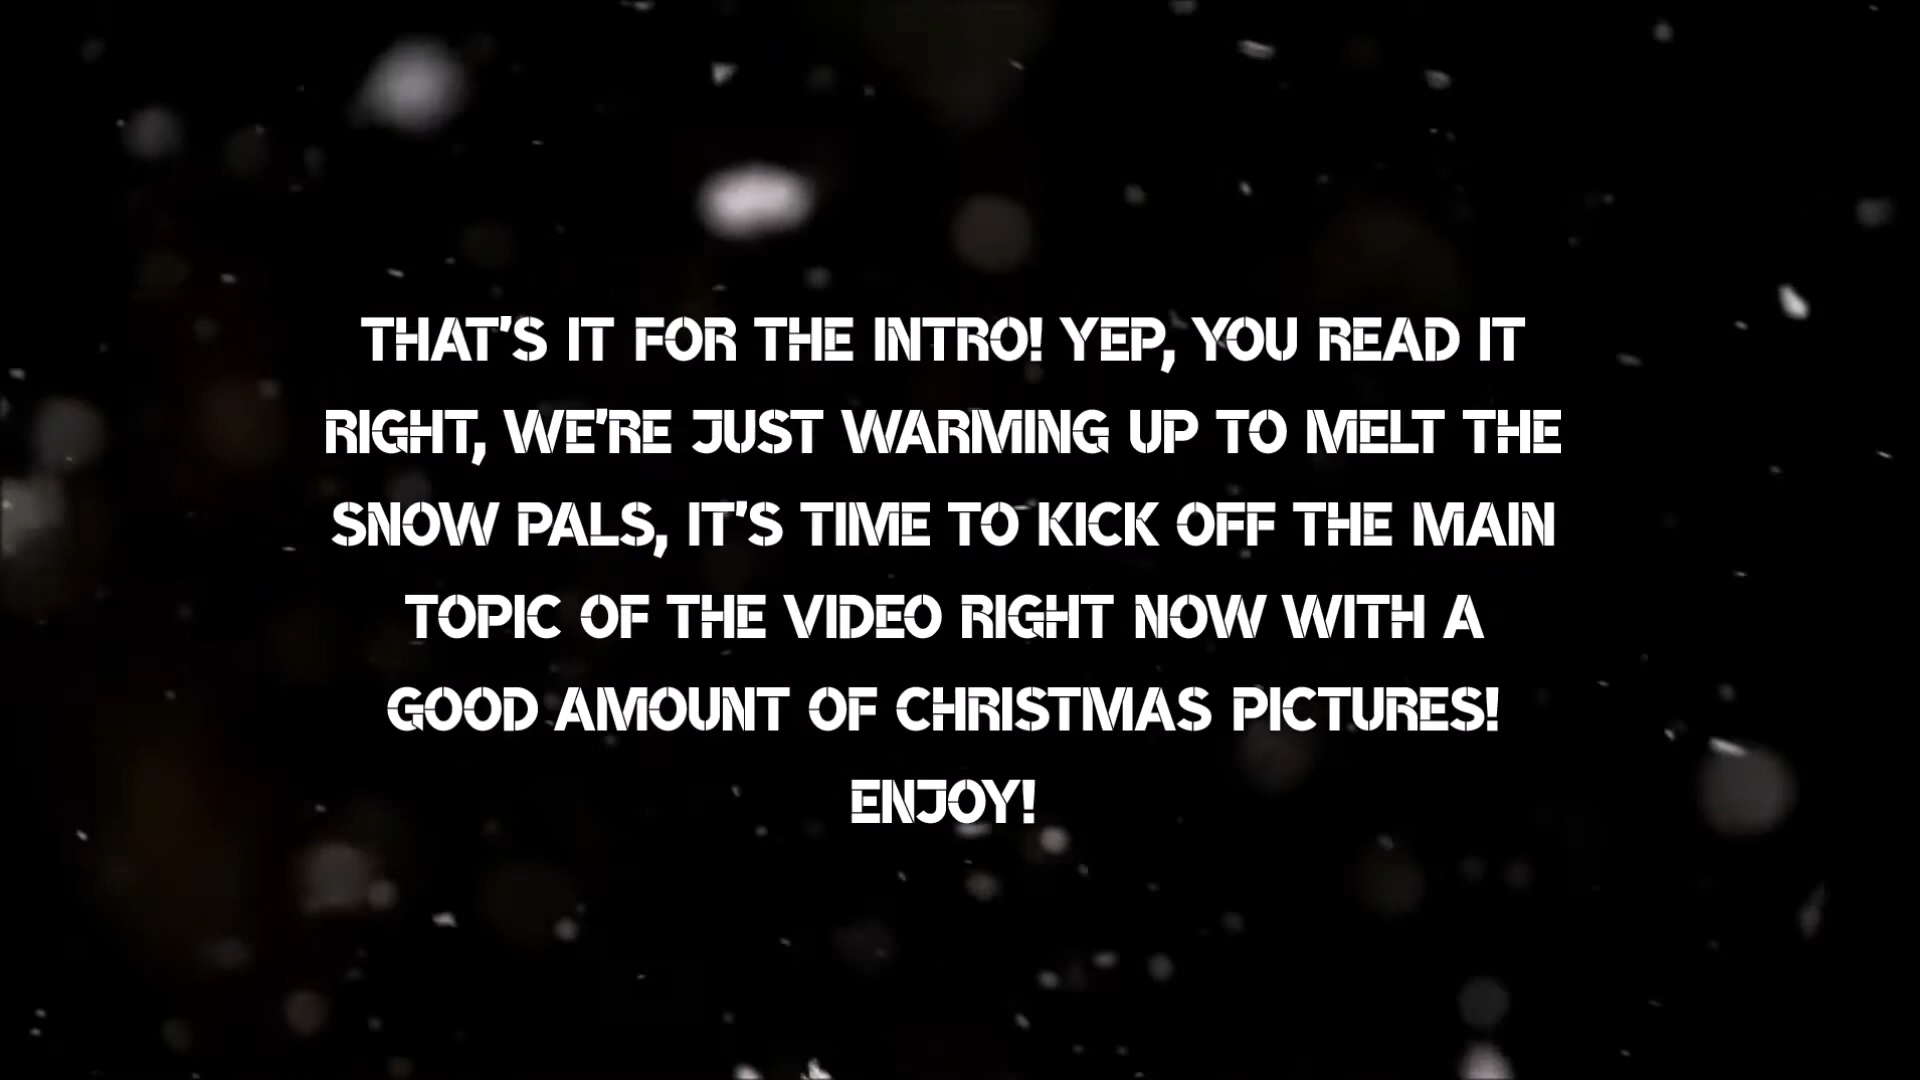 THAT'S IT FOR THE INTRO! YEP, YOU READ IT
RIGHT, WE'RE JUST WARMING UP TO MELT THE
SNOW PALS, IT'S TIME TO KICK OFF THE MAIN
TOPIC OF THE VIDEO RIGHT NOW WITH A
GOOD AMOUNT OF CHRISTMAS PICTURES!
ENJOY!